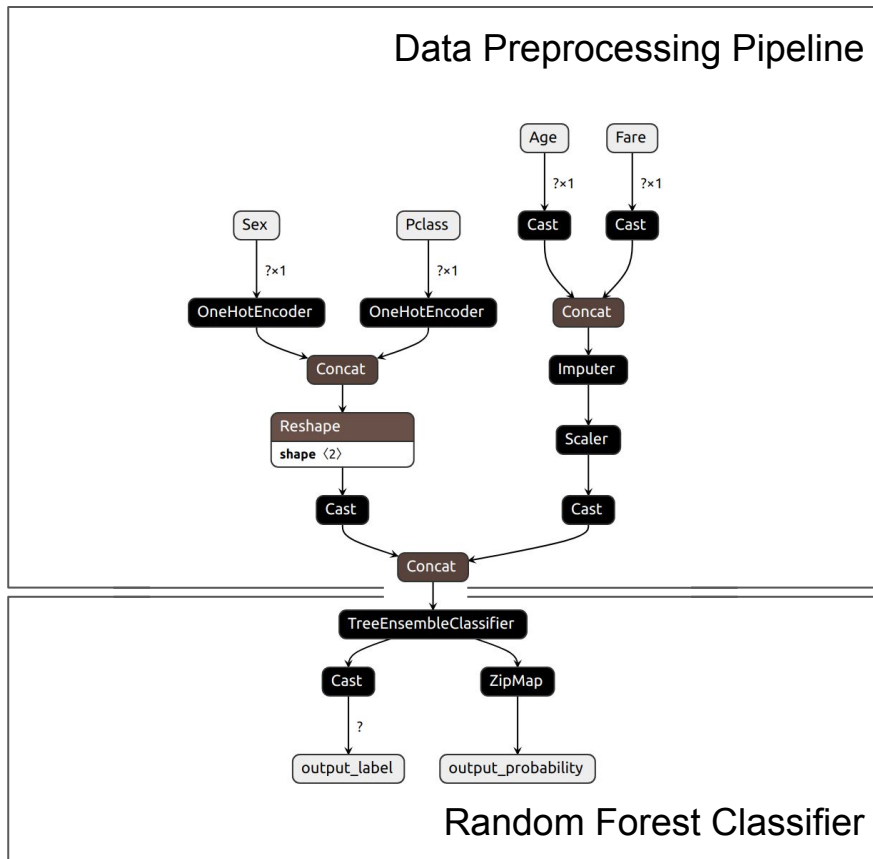 Data Preprocessing Pipeline
Age
Fare
?×1
?×1
Sex
Pclass
Cast
Cast
?×1
?×1
OneHotEncoder
OneHotEncoder
Concat
Concat
Imputer
Reshape
shape 〈2〉
Scaler
Cast
Cast
Concat
TreeEnsembleClassifier
Cast
ZipMap
?
output_label
output_probability
Random Forest Classifier